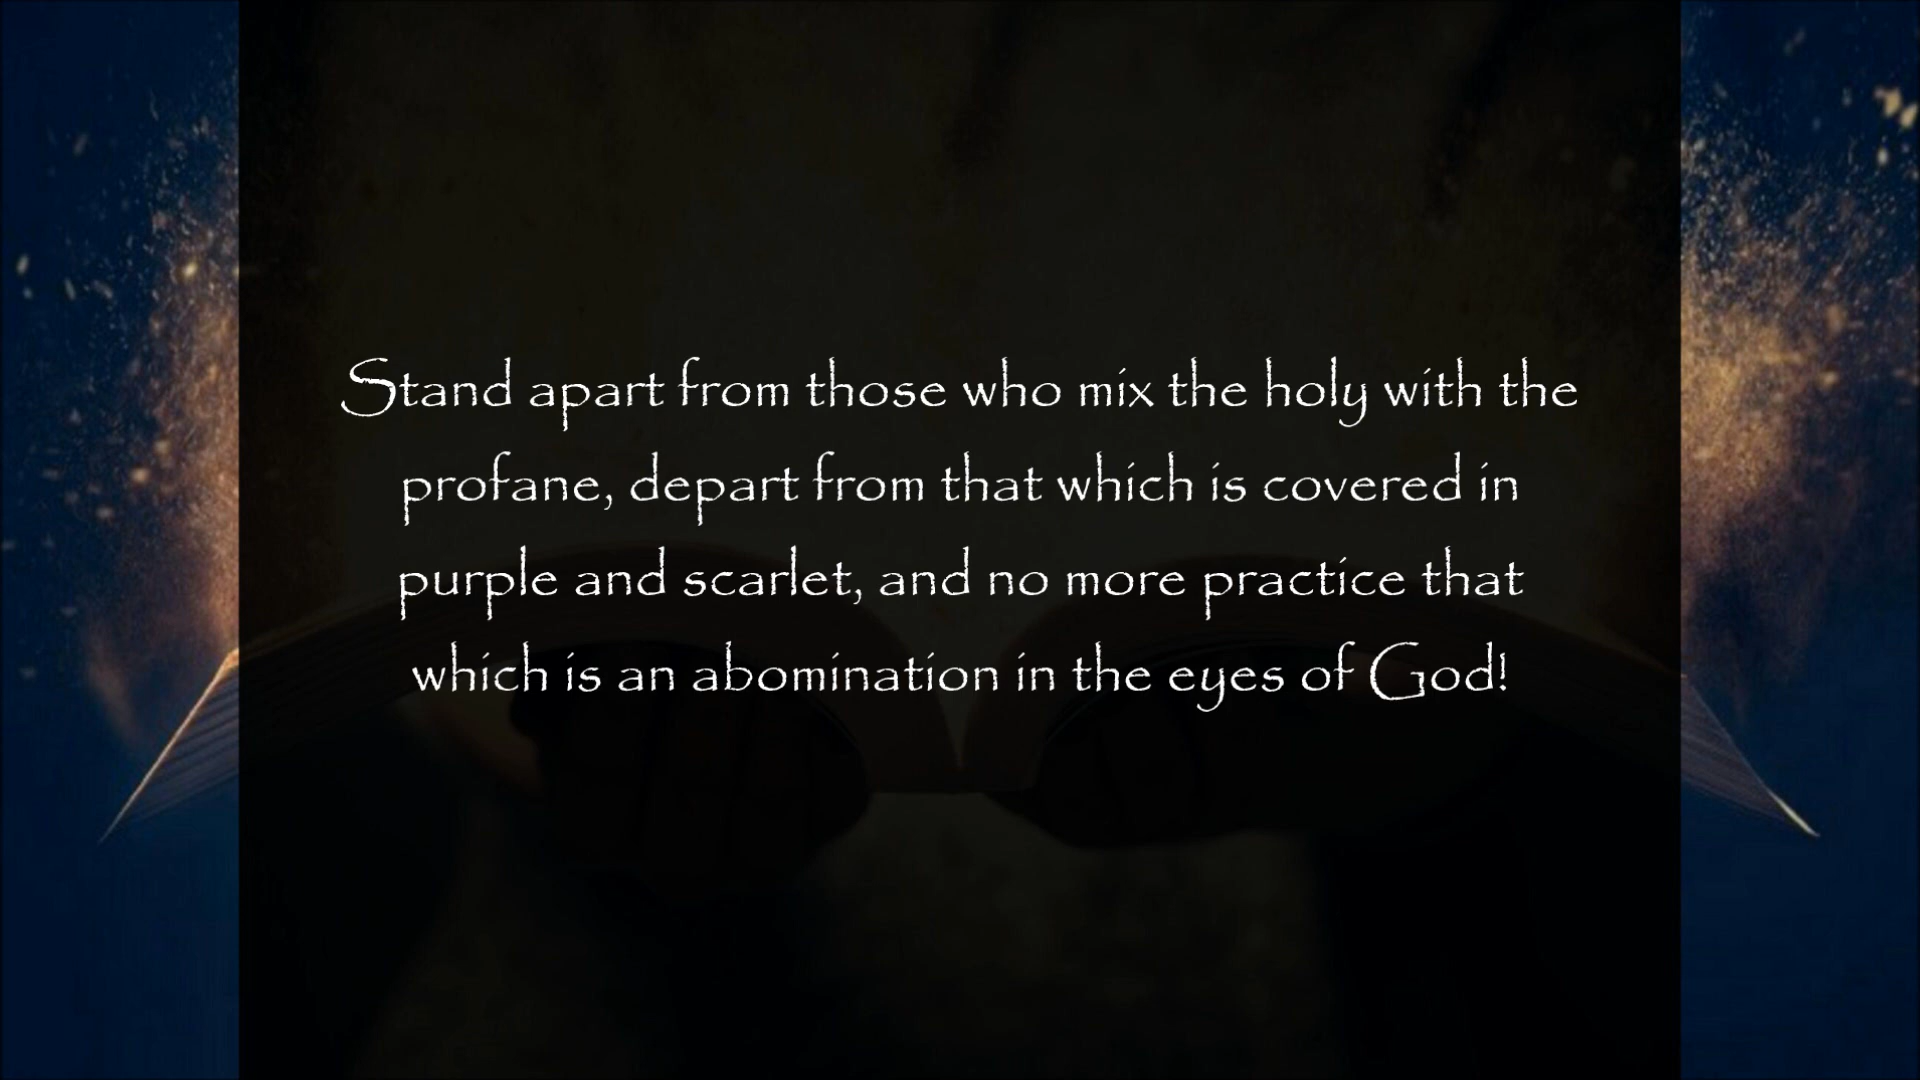 Stand apart from those who mix the holy with the
profane, depart from that which is covered in
purple and scarlet, and no more practice that
which is an abomination in the eyes of God!